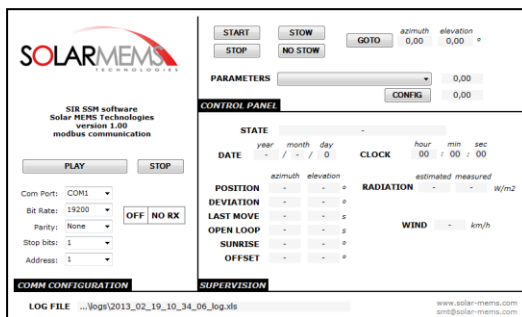 SOLARMEMS
TECHNOLOGIES
SIR SSM software
Solar MEMS Technologies
version 1.00
modbus communication
PLAY STOP
Com Port: COM1
Bit Rate: 19200
Parity: None
Stop bits: 1
Address: 1
OFF NO RX
COMM CONFIGURATION
START STOW
STOP NO STOW
GOTO
azimuth elevation
0,00 0,00 º
PARAMETERS 0,00
CONFIG 0,00
CONTROL PANEL
STATE -
year month day
DATE - / - / 0
hour min sec
CLOCK 00 : 00 : 00
azimuth elevation
POSITION - - º
DEVIATION - - º
LAST MOVE - - s
OPEN LOOP - - s
SUNRISE - - º
OFFSET - - º
estimated measured
RADIATION - - W/m2
WIND - km/h
SUPERVISION
LOG FILE ...\logs\2013_02_19_10_34_06_log.xls
www.solar-mems.com
smt@solar-mems.com